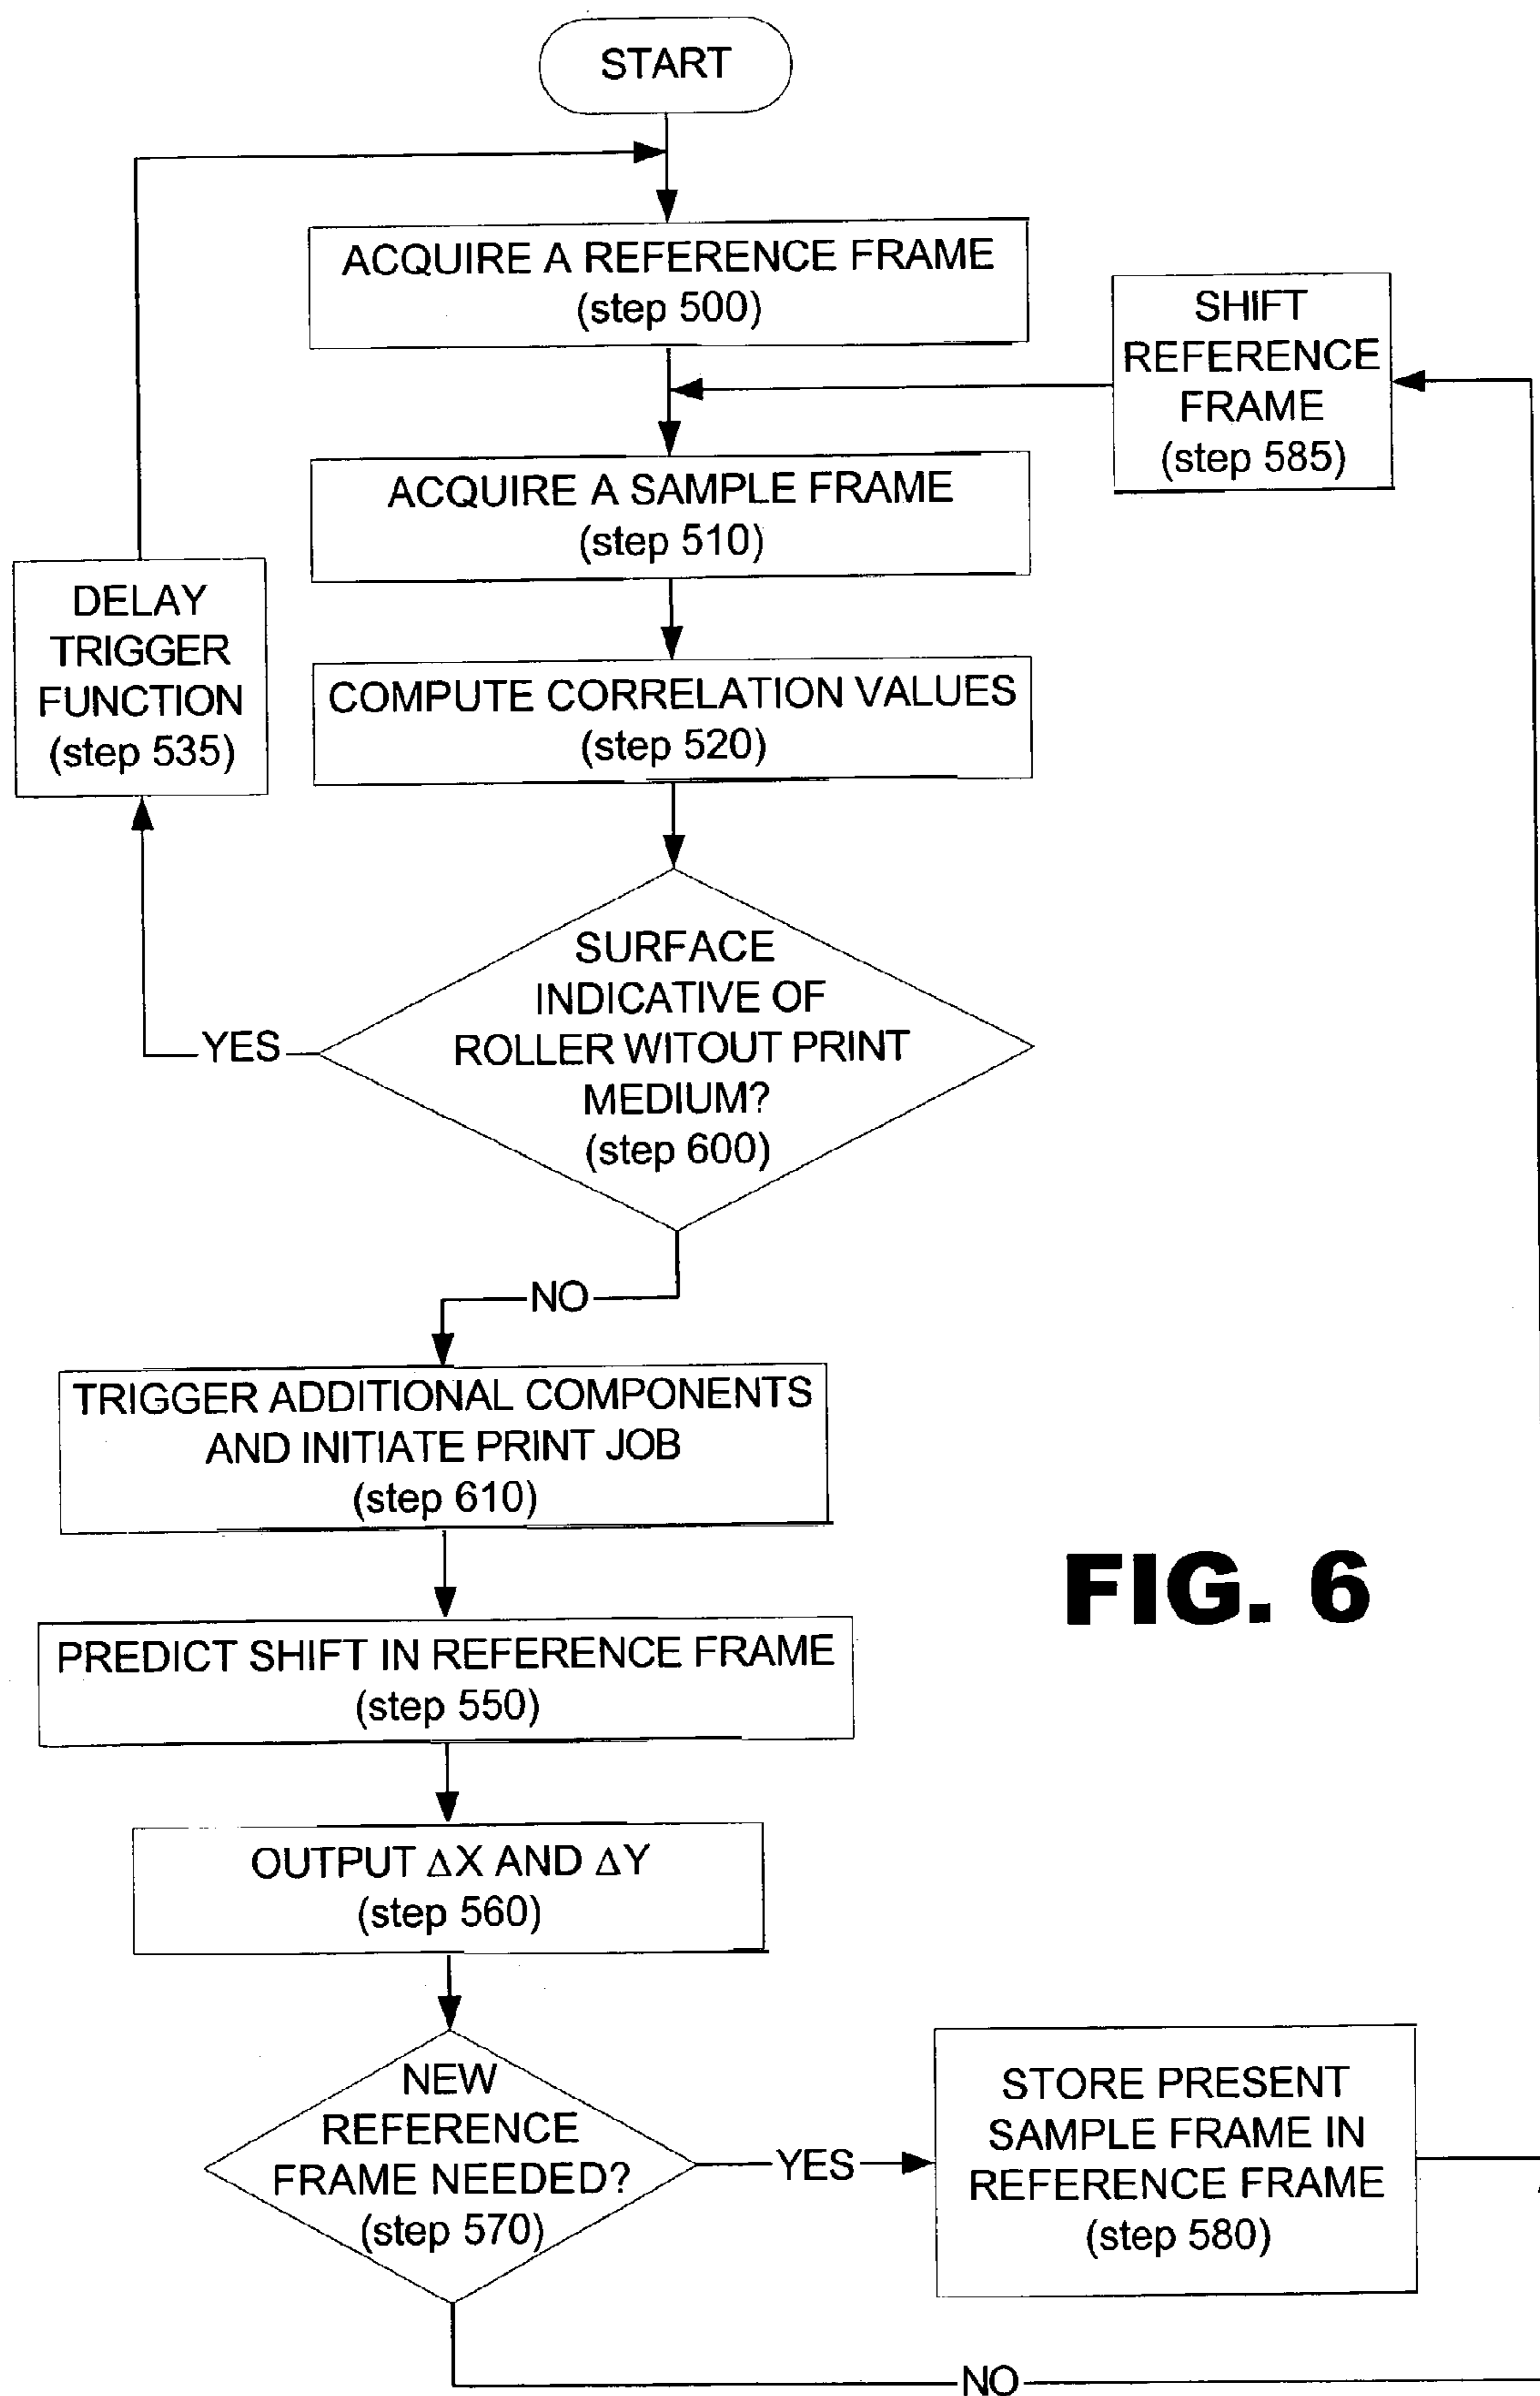 START
ACQUIRE A REFERENCE FRAME
(step 500)
SHIFT
REFERENCE
FRAME
(step 585)
ACQUIRE A SAMPLE FRAME
(step 510)
DELAY
TRIGGER
FUNCTION
(step 535)
COMPUTE CORRELATION VALUES
(step 520)
SURFACE
INDICATIVE OF
ROLLER WITOUT PRINT
MEDIUM?
(step 600)
YES
NO
TRIGGER ADDITIONAL COMPONENTS
AND INITIATE PRINT JOB
(step 610)
FIG. 6
PREDICT SHIFT IN REFERENCE FRAME
(step 550)
OUTPUT ΔX AND ΔY
(step 560)
NEW
REFERENCE
FRAME NEEDED?
(step 570)
YES
STORE PRESENT
SAMPLE FRAME IN
REFERENCE FRAME
(step 580)
NO